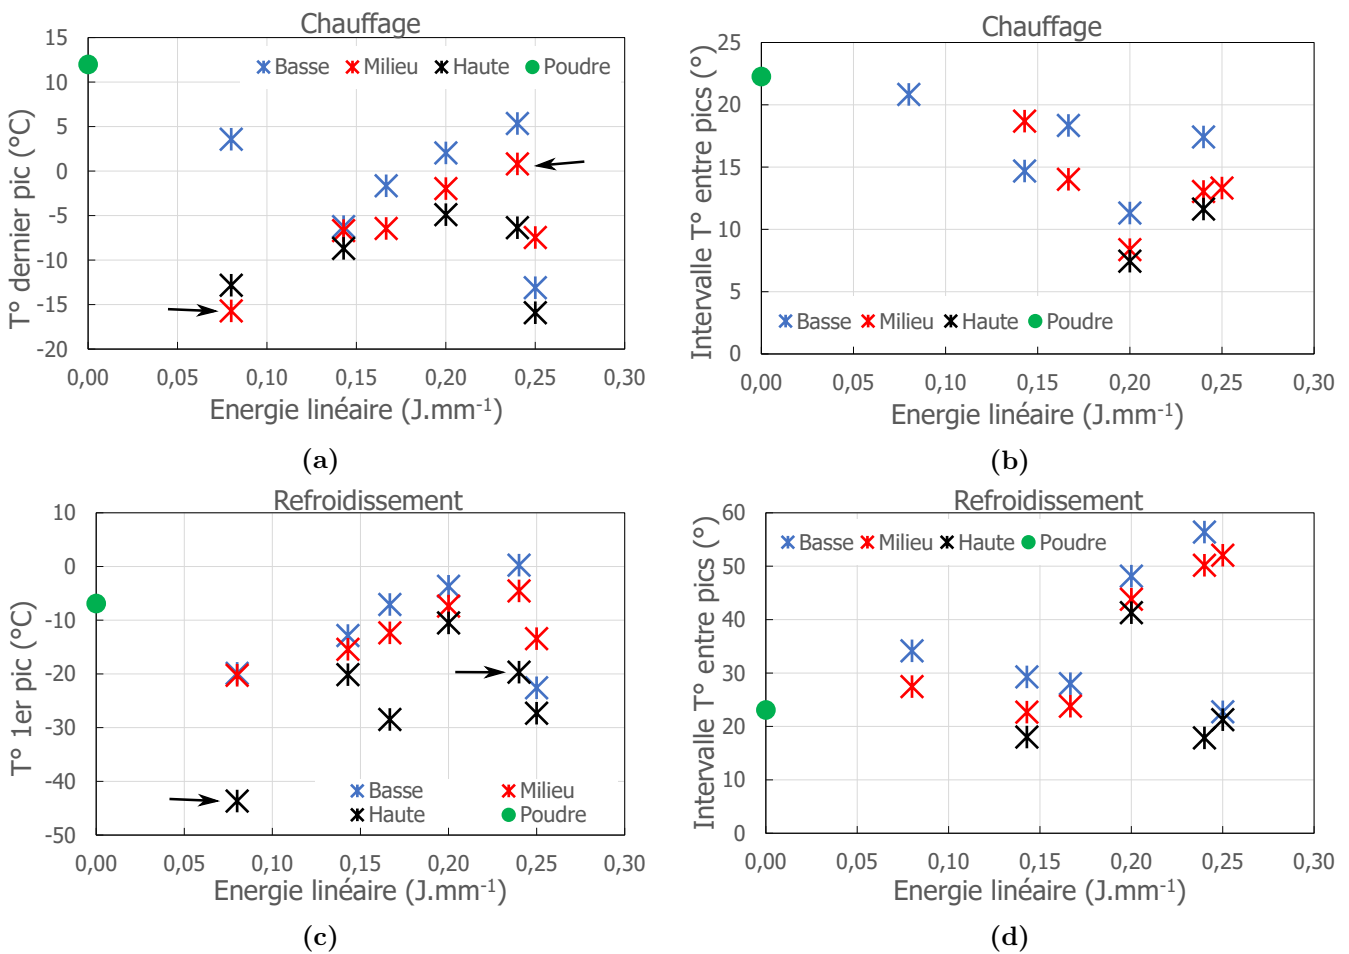 Chauffage
T° dernier pic (°C)
15
10
5
0
-5
-10
-15
-20
Basse Milieu Haute Poudre
0,00 0,05 0,10 0,15 0,20 0,25 0,30
Energie linéaire (J.mm-1)
(a)
Chauffage
Intervalle T° entre pics (°)
25
20
15
10
5
0
Basse Milieu Haute Poudre
0,00 0,05 0,10 0,15 0,20 0,25 0,30
Energie linéaire (J.mm-1)
(b)
Refroidissement
T° 1er pic (°C)
10
0
-10
-20
-30
-40
-50
Basse Milieu
Haute Poudre
0,00 0,05 0,10 0,15 0,20 0,25 0,30
Energie linéaire (J.mm-1)
(c)
Refroidissement
Intervalle T° entre pics (°)
60
50
40
30
20
10
0
Basse Milieu Haute Poudre
0,00 0,05 0,10 0,15 0,20 0,25 0,30
Energie linéaire (J.mm-1)
(d)